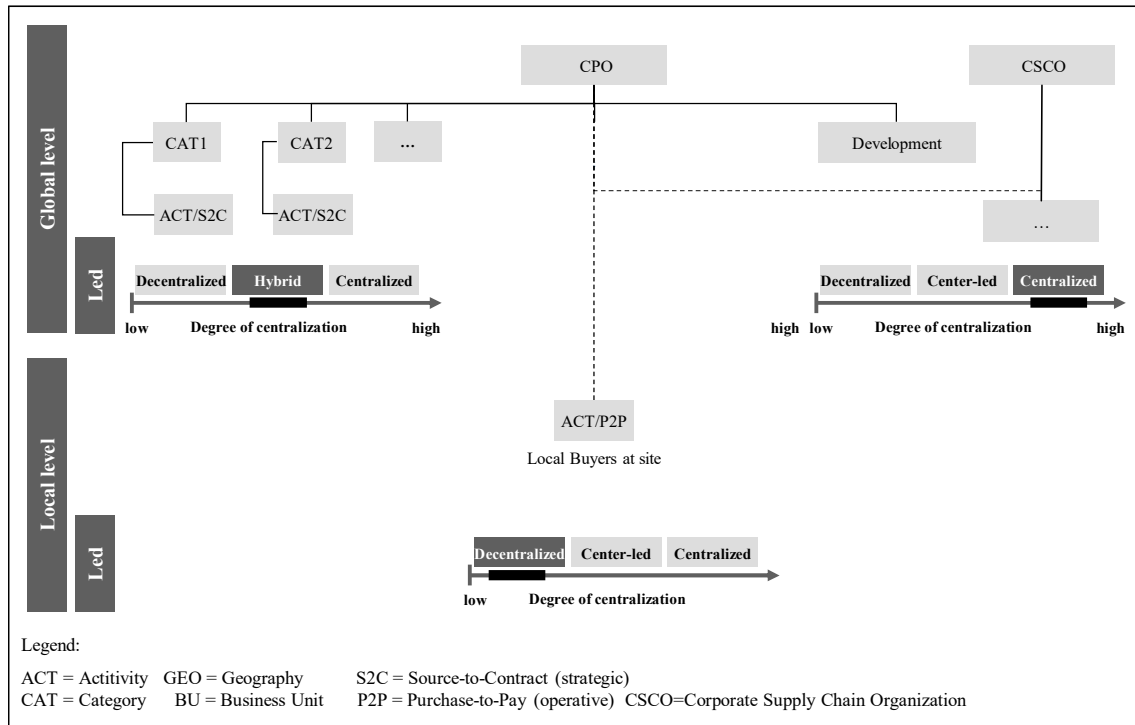 CPO
CSCO
Global level
CAT1
CAT2
...
Development
ACT/S2C
ACT/S2C
...
Led
Decentralized Hybrid Centralized
low Degree of centralization high
Decentralized Center-led Centralized
high low Degree of centralization high
Local level
ACT/P2P
Local Buyers at site
Led
Decentralized Center-led Centralized
low Degree of centralization
Legend:
ACT = Actitivity GEO = Geography S2C = Source-to-Contract (strategic)
CAT = Category BU = Business Unit P2P = Purchase-to-Pay (operative) CSCO=Corporate Supply Chain Organization